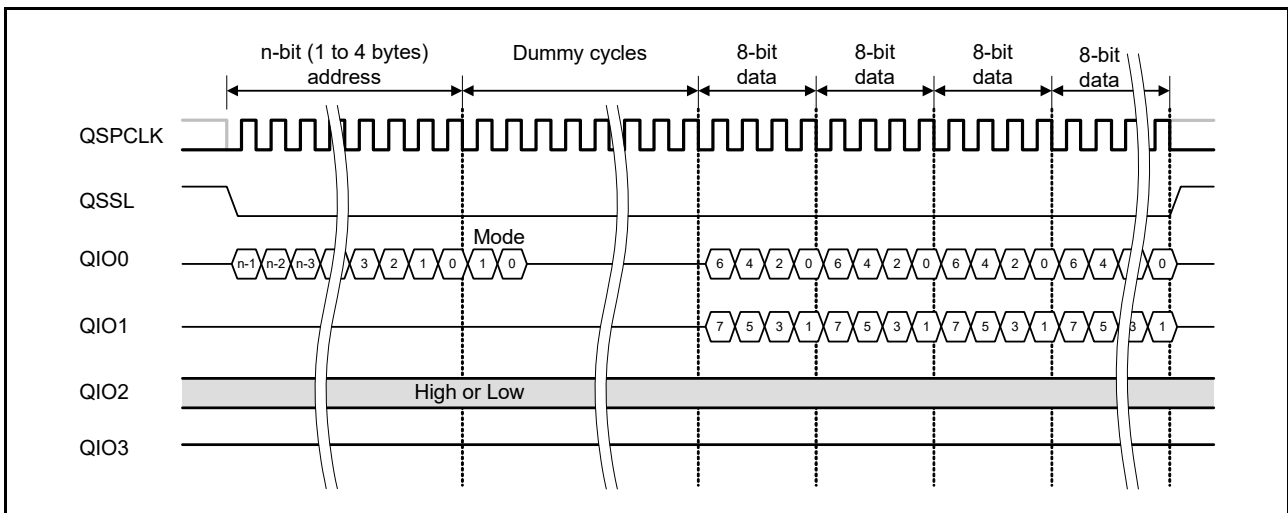 n-bit (1 to 4 bytes)
address
Dummy cycles
8-bit
data
8-bit
data
8-bit
data
8-bit
data
QSPCLK
QSSL
Mode
QIO0
n-1 n-2 n-3 3 2 1 0 1 0 6 4 2 0 6 4 2 0 6 4 2 0 6 4 0
QIO1
7 5 3 1 7 5 3 1 7 5 3 1 7 5 3 1
QIO2
High or Low
QIO3